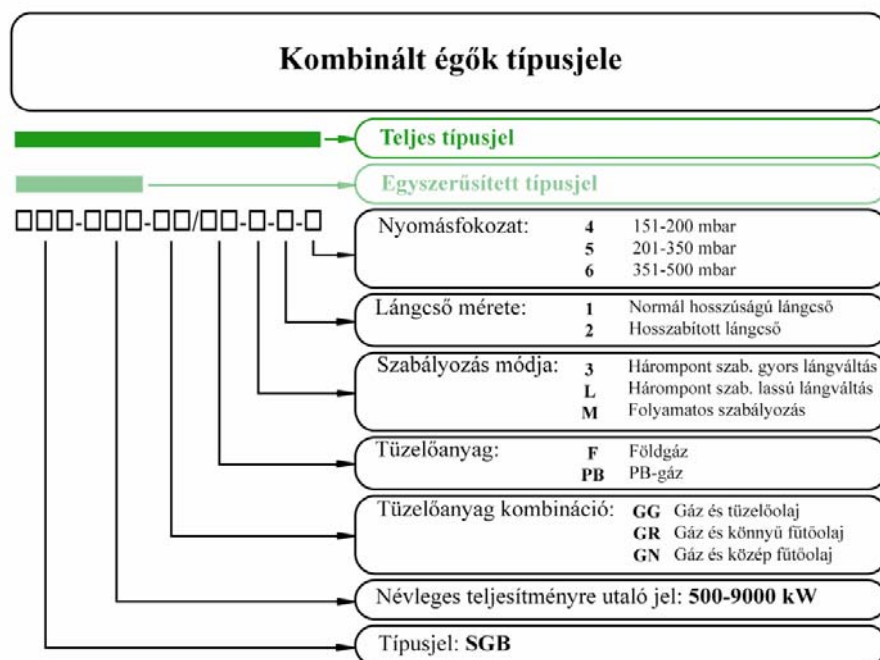 Kombinált égők típusjele
Teljes típusjel
Egyszerűsített típusjel
□□□-□□□-□□/□□-□-□-□
Nyomásfokozat: 4 151-200 mbar
5 201-350 mbar
6 351-500 mbar
Lángcső mérete: 1 Normál hosszúságú lángcső
2 Hosszabított lángcső
Szabályozás módja: 3 Hárompont szab. gyors lángváltás
L Hárompont szab. lassú lángváltás
M Folyamatos szabályozás
Tüzelőanyag: F Földgáz
PB PB-gáz
Tüzelőanyag kombináció: GG Gáz és tüzelőolaj
GR Gáz és könnyű fűtőolaj
GN Gáz és közép fűtőolaj
Névleges teljesítményre utaló jel: 500-9000 kW
Típusjel: SGB